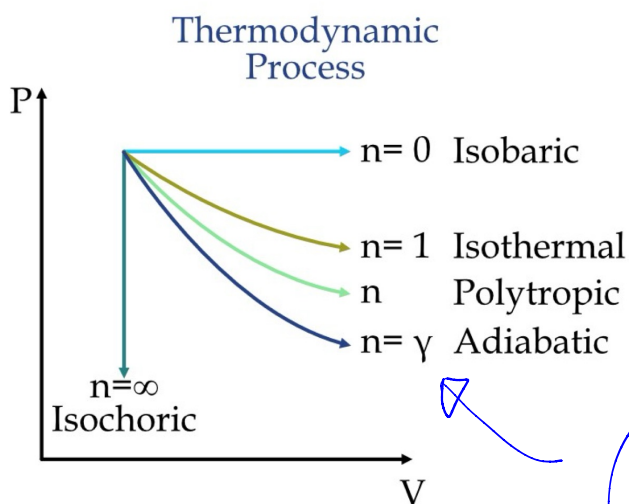 Thermodynamic
Process
P
n= 0 Isobaric
n= 1 Isothermal
n Polytropic
n= γ Adiabatic
n=∞
Isochoric
V